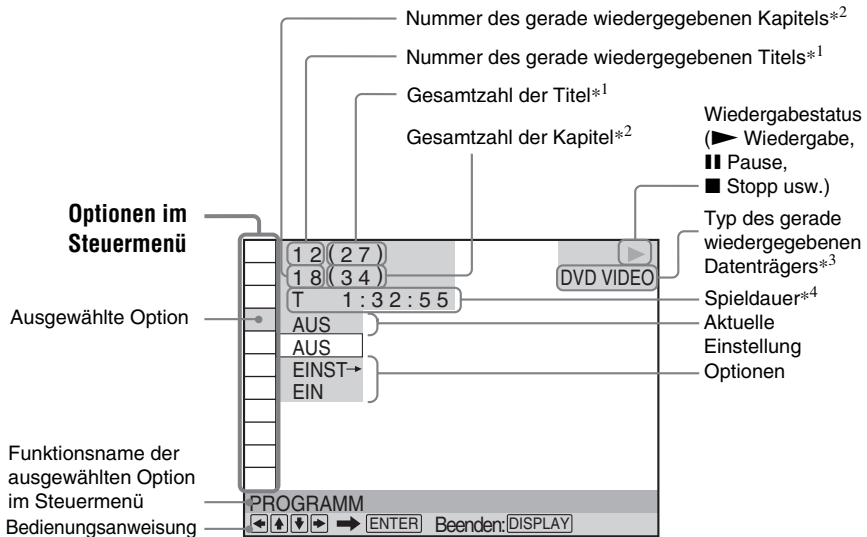 Nummer des gerade wiedergegebenen Kapitels*2
Nummer des gerade wiedergegebenen Titels*1
Gesamtzahl der Titel*1
Gesamtzahl der Kapitel*2
Wiedergabestatus
(► Wiedergabe,
❚❚ Pause,
■ Stopp usw.)
Typ des gerade
wiedergegebenen
Datenträgers*3
Spieldauer*4
Aktuelle
Einstellung
Optionen
Optionen im
Steuermenü
Ausgewählte Option
Funktionsname der
ausgewählten Option
im Steuermenü
Bedienungsanweisung
12(27)
18(34)
T 1:32:55
DVD VIDEO
AUS
AUS
EINST→
EIN
PROGRAMM
←↑↓→ ➡ ENTER Beenden: DISPLAY